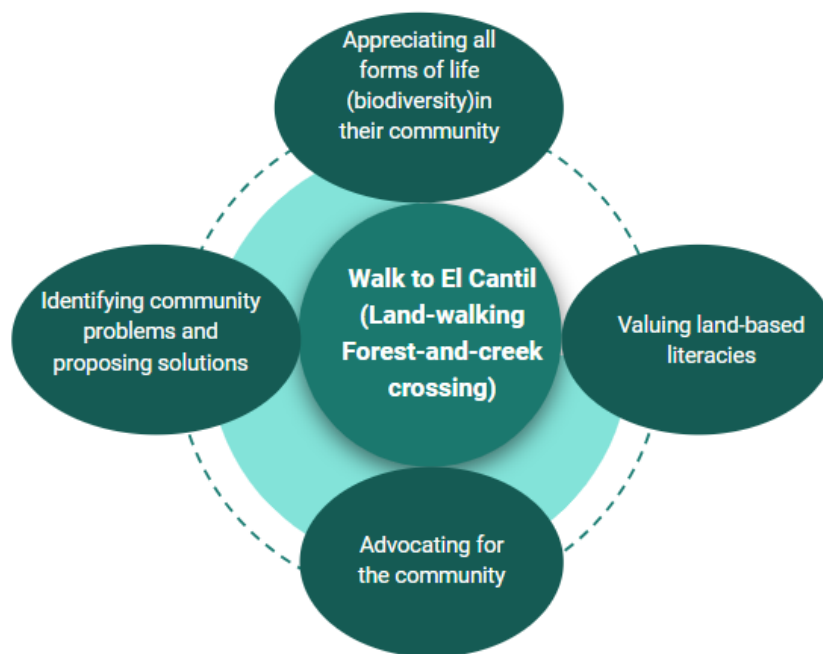 Appreciating all
forms of life
(biodiversity)in
their community
Identifying community
problems and
proposing solutions
Walk to El Cantil
(Land-walking
Forest-and-creek
crossing)
Valuing land-based
literacies
Advocating for
the community